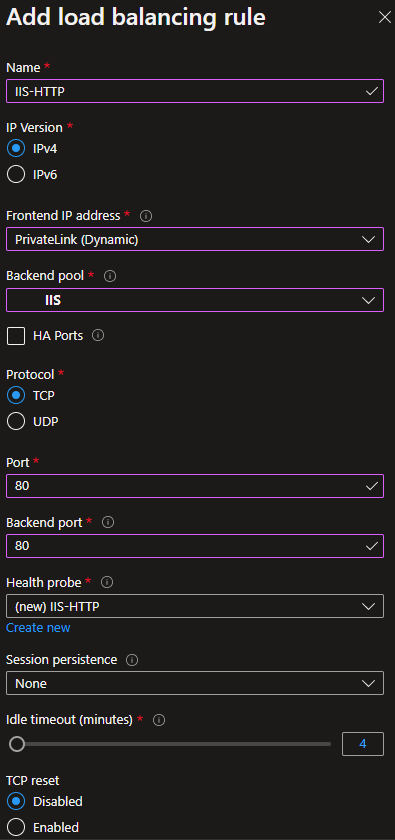 Add load balancing rule
Name *
IIS-HTTP
IP Version *
IPv4
IPv6
Frontend IP address *
PrivateLink (Dynamic)
Backend pool *
IIS
HA Ports
Protocol *
TCP
UDP
Port *
80
Backend port *
80
Health probe *
(new) IIS-HTTP
Create new
Session persistence
None
Idle timeout (minutes) *
4
TCP reset
Disabled
Enabled